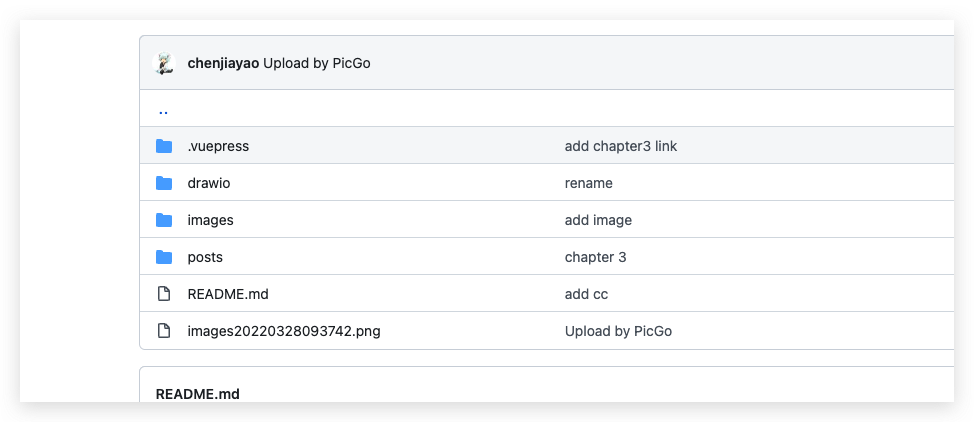 chenjiayao Upload by PicGo
..
.vuepress add chapter3 link
drawio rename
images add image
posts chapter 3
README.md add cc
images20220328093742.png Upload by PicGo
README.md